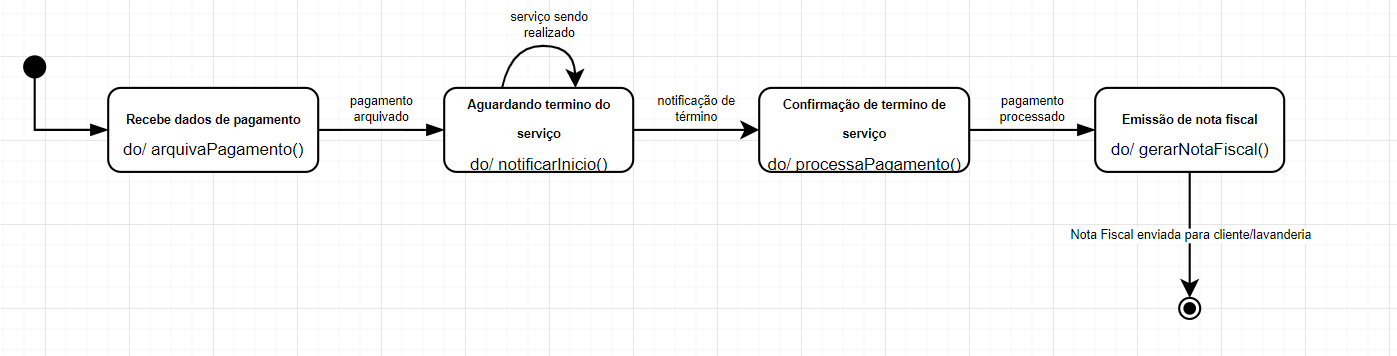 serviço sendo
realizado
Recebe dados de pagamento
do/ arquivaPagamento()
pagamento
arquivado
Aguardando termino do
serviço
do/ notificarInicio()
notificação de
término
Confirmação de termino de
serviço
do/ processaPagamento()
pagamento
processado
Emissão de nota fiscal
do/ gerarNotaFiscal()
Nota Fiscal enviada para cliente/lavanderia